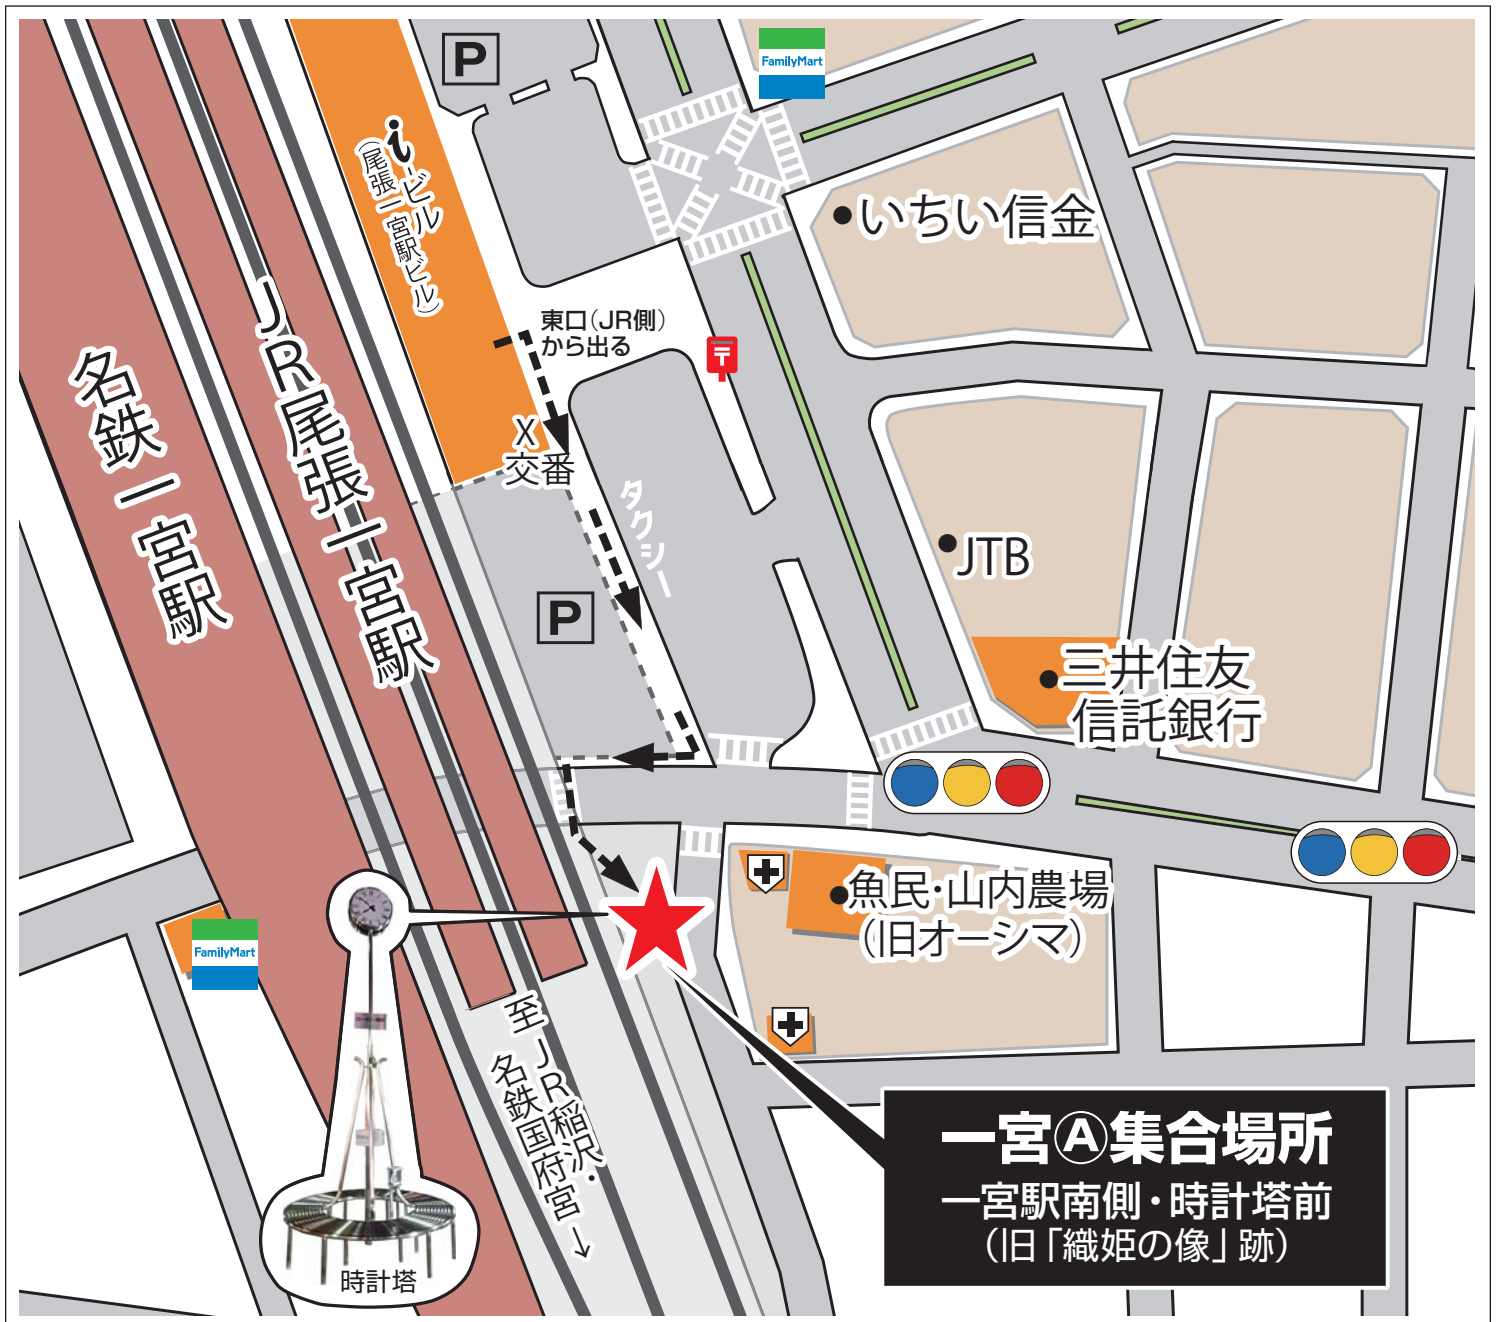 P
FamilyMart
i-ビル
(尾張一宮駅ビル)
いちい信金
東口(JR側)
から出る
〒
JR尾張一宮駅
名鉄一宮駅
X
交番
タクシー
P
JTB
三井住友
信託銀行
魚民・山内農場
(旧オーシマ)
FamilyMart
至JR稲沢・
名鉄国府宮→
時計塔
一宮Ⓐ集合場所
一宮駅南側・時計塔前
(旧「織姫の像」跡)